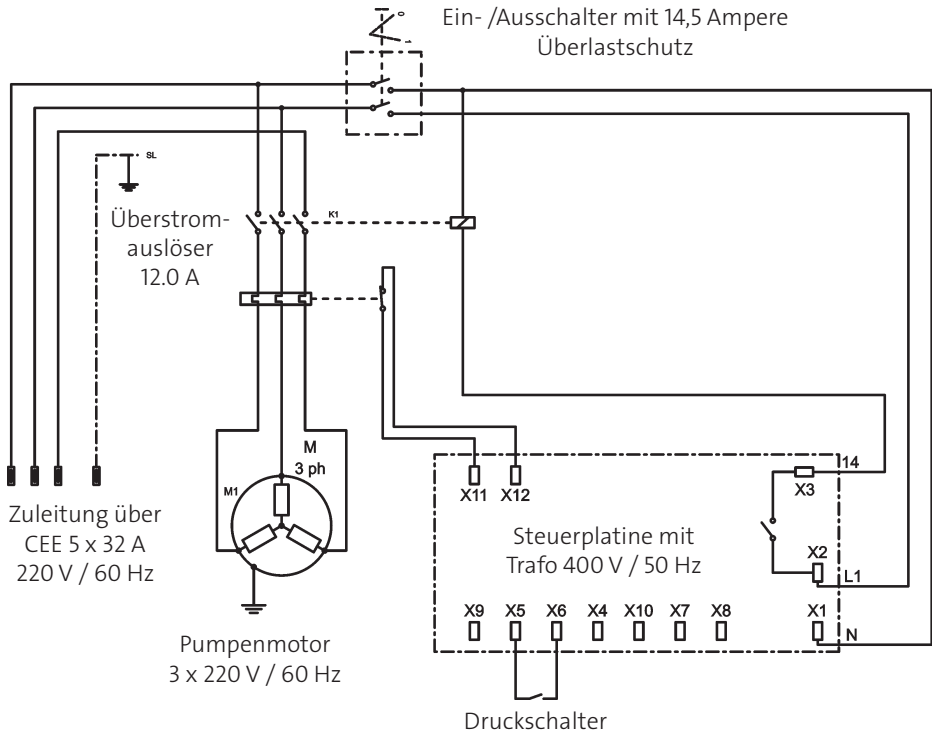 Ein- /Ausschalter mit 14,5 Ampere
Überlastschutz
0
1
SL
Überstrom-
auslöser
12.0 A
K1
M
3 ph
M1
Zuleitung über
CEE 5 x 32 A
220 V / 60 Hz
Pumpenmotor
3 x 220 V / 60 Hz
X11 X12
14
X3
Steuerplatine mit
Trafo 400 V / 50 Hz
X2
L1
X9 X5 X6 X4 X10 X7 X8 X1
N
Druckschalter